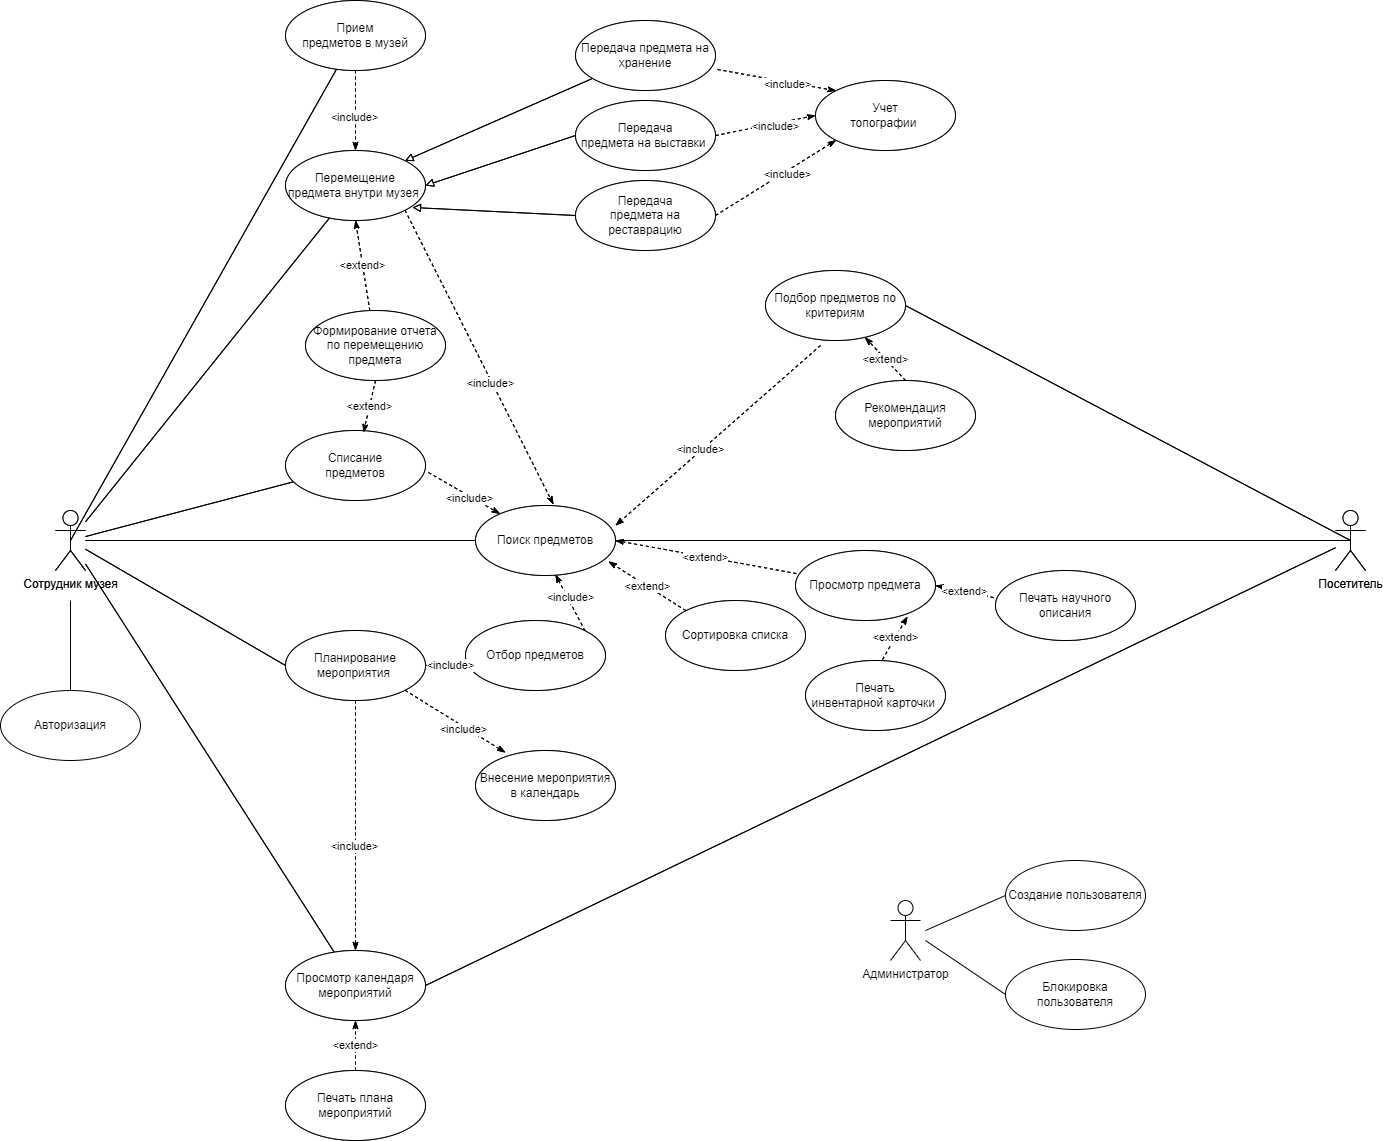 Прием
предметов в музей
<include>
Передача предмета на
хранение
<include>
Учет
топографии
Передача
предмета на выставки
<include>
Перемещение
предмета внутри музея
<include>
Передача
предмета на
реставрацию
<extend>
Подбор предметов по
критериям
Формирование отчета
по перемещению
предмета
<extend>
<include>
<extend>
Рекомендация
мероприятий
<include>
Списание
предметов
<include>
Поиск предметов
Сотрудник музея
Посетитель
<extend>
Просмотр предмета
<extend>
Печать научного
описания
<include>
<extend>
Сортировка списка
<extend>
Планирование
мероприятия
<include>
Отбор предметов
Печать
инвентарной карточки
Авторизация
<include>
Внесение мероприятия
в календарь
<include>
Создание пользователя
Администратор
Просмотр календаря
мероприятий
Блокировка
пользователя
<extend>
Печать плана
мероприятий